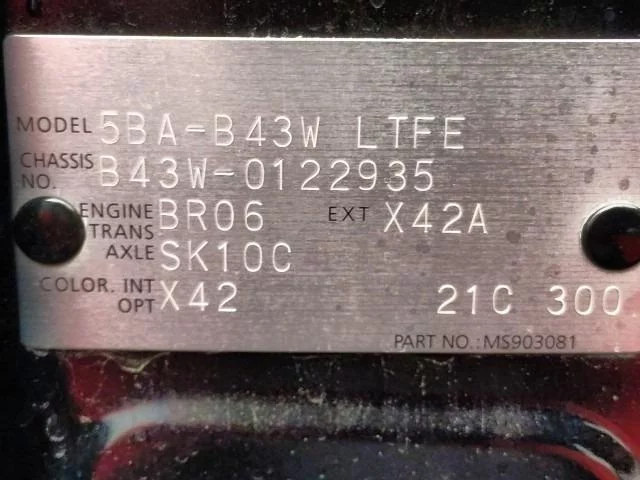 MODEL 5BA-B43W LTFE
CHASSIS NO. B43W-0122935
ENGINE BR06 EXT X42A
TRANS AXLE SK10C
COLOR. INT OPT X42 21C 300
PART NO.:MS903081